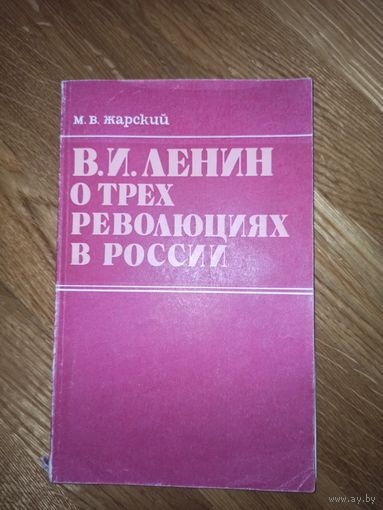 М. В. Жарский
В.И. ЛЕНИН
О ТРЕХ
РЕВОЛЮЦИЯХ
В РОССИИ
www.ay.by